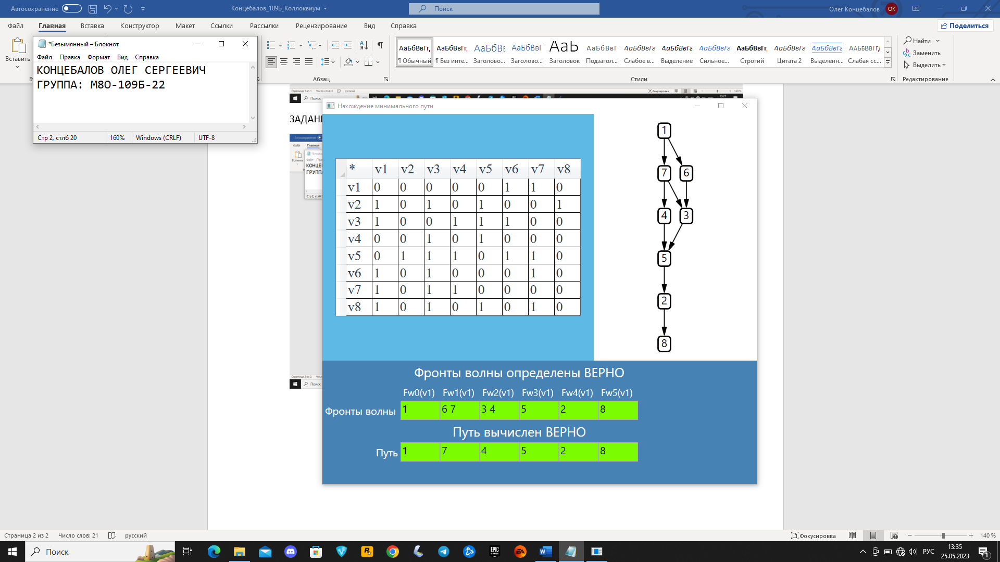 Автосохранение
Концебалов_109Б_Коллоквиум
Поиск
Олег Концебалов
ОК
Файл Главная Вставка Конструктор Макет Ссылки Рассылки Рецензирование Вид Справка
Поделиться
Вставить
*Безымянный – Блокнот
Файл Правка Формат Вид Справка
КОНЦЕБАЛОВ ОЛЕГ СЕРГЕЕВИЧ
ГРУППА: М8О-109Б-22
Стр 2, стлб 20 160% Windows (CRLF) UTF-8
АаБбВвГг, АаБбВвГг, АаБбВв АаБбВвГ АаБ АаБбВвГ АаБбВвГг АаБбВвГг АаБбВвГг АаБбВвГг АаБбВвГг АаБбВвГг ААББВВГГ
¶ Обычный ¶ Без инте... Заголово... Заголово... Заголовок Подзагол... Слабое в... Выделение Сильное... Строгий Цитата 2 Выделенн... Слабая сс...
Найти
Заменить
Выделить
Абзац Стили Редактирование
ЗАДАНИ
Нахождение минимального пути
* v1 v2 v3 v4 v5 v6 v7 v8
v1 0 0 0 0 0 1 1 0
v2 1 0 1 0 1 0 0 1
v3 1 0 0 1 1 1 0 0
v4 0 0 1 0 1 0 0 0
v5 0 1 1 1 0 1 1 0
v6 1 0 1 0 0 0 1 0
v7 1 0 1 1 0 0 0 0
v8 1 0 1 0 1 0 1 0
1
7 6
4 3
5
2
8
Фронты волны определены ВЕРНО
Fw0(v1) Fw1(v1) Fw2(v1) Fw3(v1) Fw4(v1) Fw5(v1)
Фронты волны 1 6 7 3 4 5 2 8
Путь вычислен ВЕРНО
Путь 1 7 4 5 2 8
Страница 2 из 2 Число слов: 21 русский
Фокусировка
140 %
Поиск
РУС
13:35
25.05.2023
1